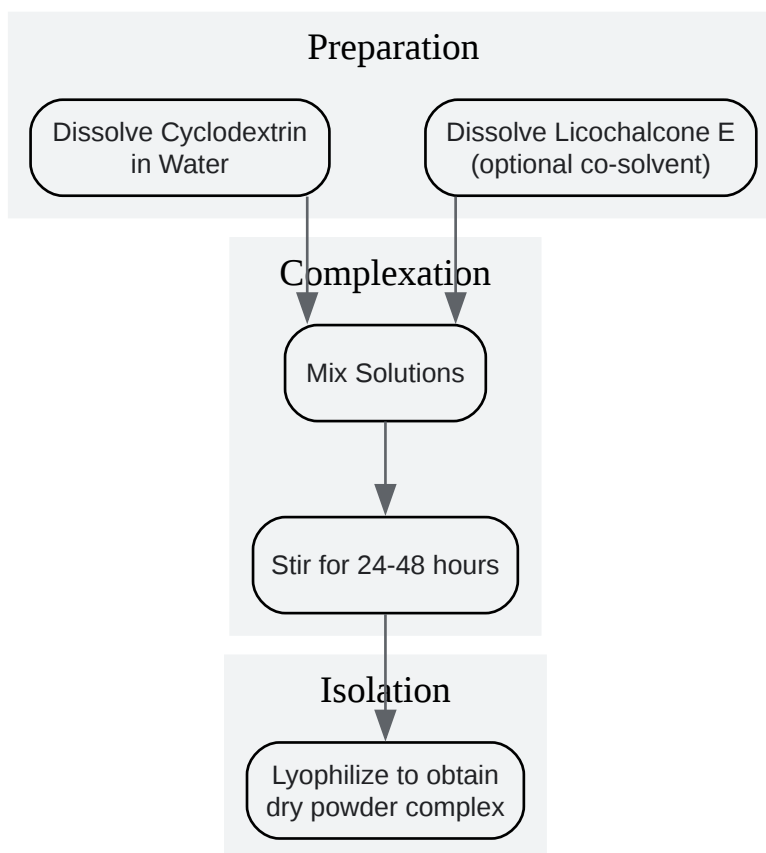 Preparation
Dissolve Cyclodextrin
in Water
Dissolve Licochalcone E
(optional co-solvent)
Complexation
Mix Solutions
Stir for 24-48 hours
Isolation
Lyophilize to obtain
dry powder complex